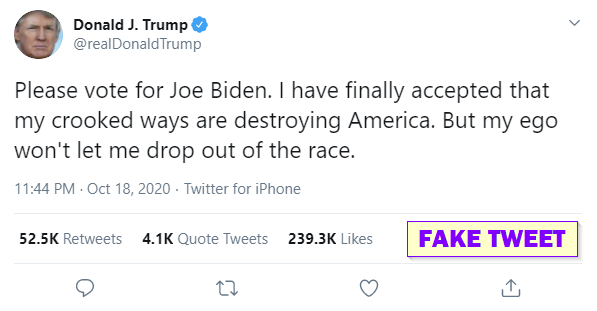 Donald J. Trump
@realDonaldTrump
Please vote for Joe Biden. I have finally accepted that
my crooked ways are destroying America. But my ego
won't let me drop out of the race.
11:44 PM · Oct 18, 2020 · Twitter for iPhone
52.5K Retweets 4.1K Quote Tweets 239.3K Likes FAKE TWEET